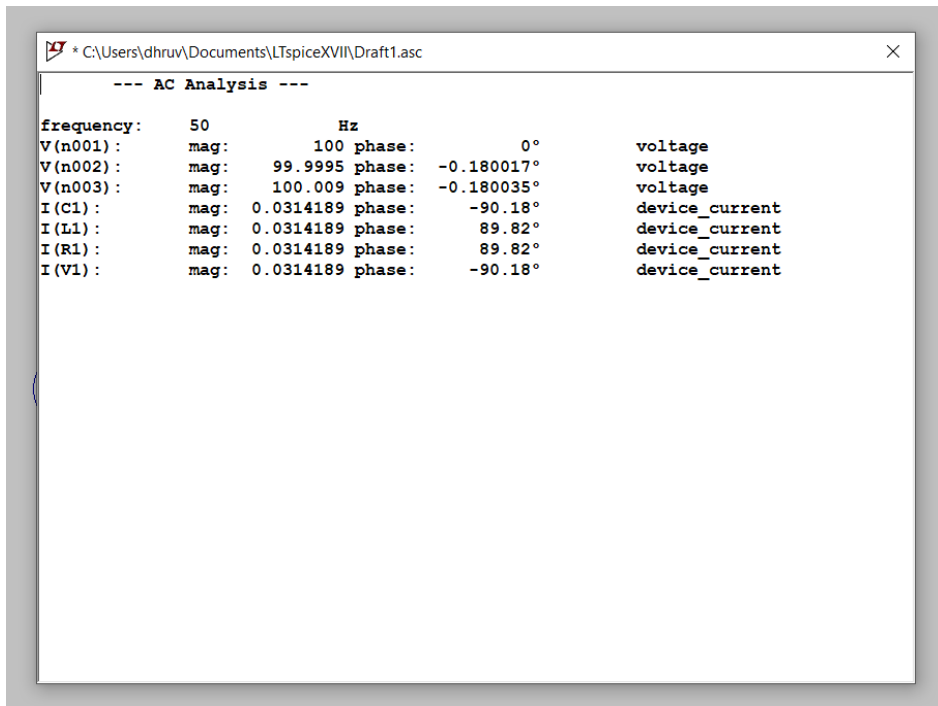 * C:\Users\dhruv\Documents\LTspiceXVII\Draft1.asc
--- AC Analysis ---
frequency: 50 Hz
V(n001): mag: 100 phase: 0° voltage
V(n002): mag: 99.9995 phase: -0.180017° voltage
V(n003): mag: 100.009 phase: -0.180035° voltage
I(C1): mag: 0.0314189 phase: -90.18° device_current
I(L1): mag: 0.0314189 phase: 89.82° device_current
I(R1): mag: 0.0314189 phase: 89.82° device_current
I(V1): mag: 0.0314189 phase: -90.18° device_current